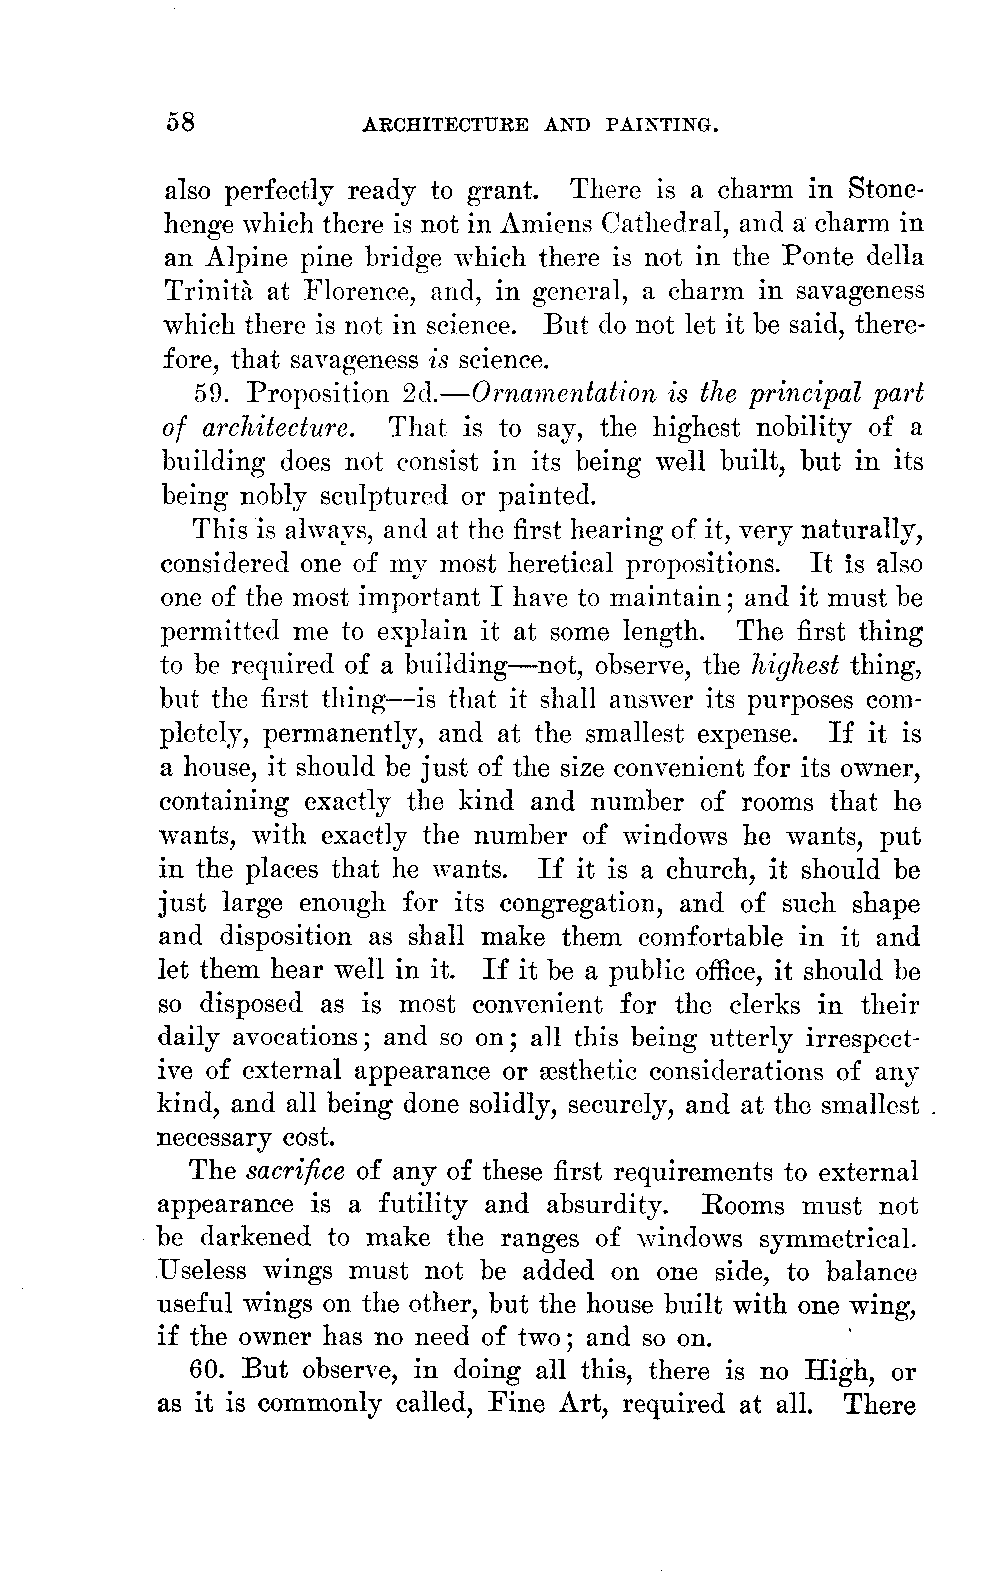 58 ARCHITECTURE AND PAINTING.
also perfectly ready to grant. There is a charm in Stone-
henge which there is not in Amiens Cathedral, and a charm in
an Alpine pine bridge which there is not in the Ponte della
Trinità at Florence, and, in general, a charm in savageness
which there is not in science. But do not let it be said, there-
fore, that savageness is science.
59. Proposition 2d.—Ornamentation is the principal part
of architecture. That is to say, the highest nobility of a
building does not consist in its being well built, but in its
being nobly sculptured or painted.
This is always, and at the first hearing of it, very naturally,
considered one of my most heretical propositions. It is also
one of the most important I have to maintain; and it must be
permitted me to explain it at some length. The first thing
to be required of a building—not, observe, the highest thing,
but the first thing—is that it shall answer its purposes com-
pletely, permanently, and at the smallest expense. If it is
a house, it should be just of the size convenient for its owner,
containing exactly the kind and number of rooms that he
wants, with exactly the number of windows he wants, put
in the places that he wants. If it is a church, it should be
just large enough for its congregation, and of such shape
and disposition as shall make them comfortable in it and
let them hear well in it. If it be a public office, it should be
so disposed as is most convenient for the clerks in their
daily avocations; and so on; all this being utterly irrespect-
ive of external appearance or æsthetic considerations of any
kind, and all being done solidly, securely, and at the smallest
necessary cost.
The sacrifice of any of these first requirements to external
appearance is a futility and absurdity. Rooms must not
be darkened to make the ranges of windows symmetrical.
Useless wings must not be added on one side, to balance
useful wings on the other, but the house built with one wing,
if the owner has no need of two; and so on.
60. But observe, in doing all this, there is no High, or
as it is commonly called, Fine Art, required at all. There